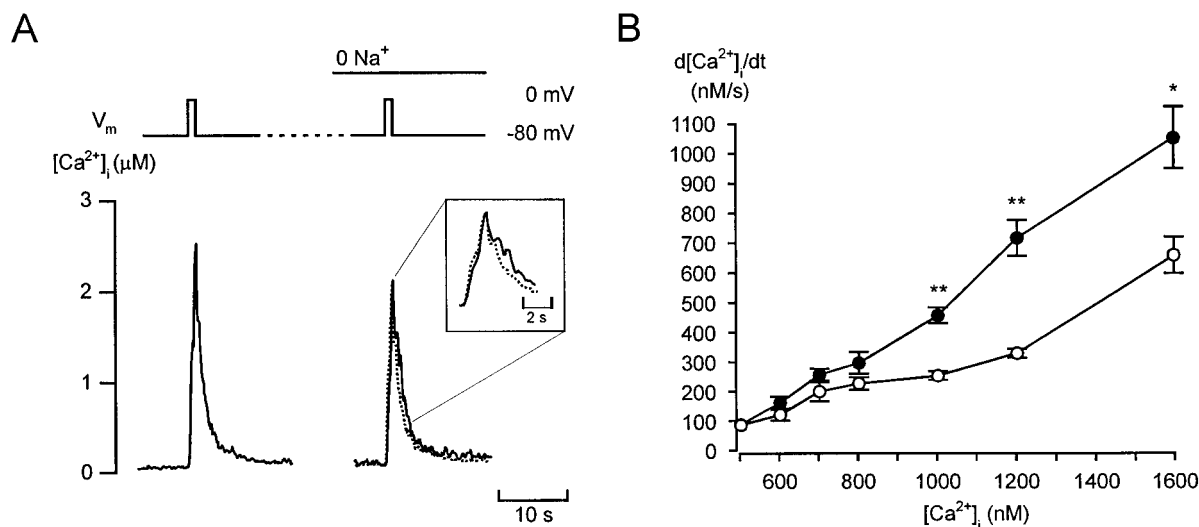 A
0 Na+
0 mV
Vm
-80 mV
[Ca2+]i (μM)
3
2
1
0
2 s
10 s
B
d[Ca2+]i/dt
(nM/s)
*
**
**
1100
1000
900
800
700
600
500
400
300
200
100
0
600 800 1000 1200 1400 1600
[Ca2+]i (nM)